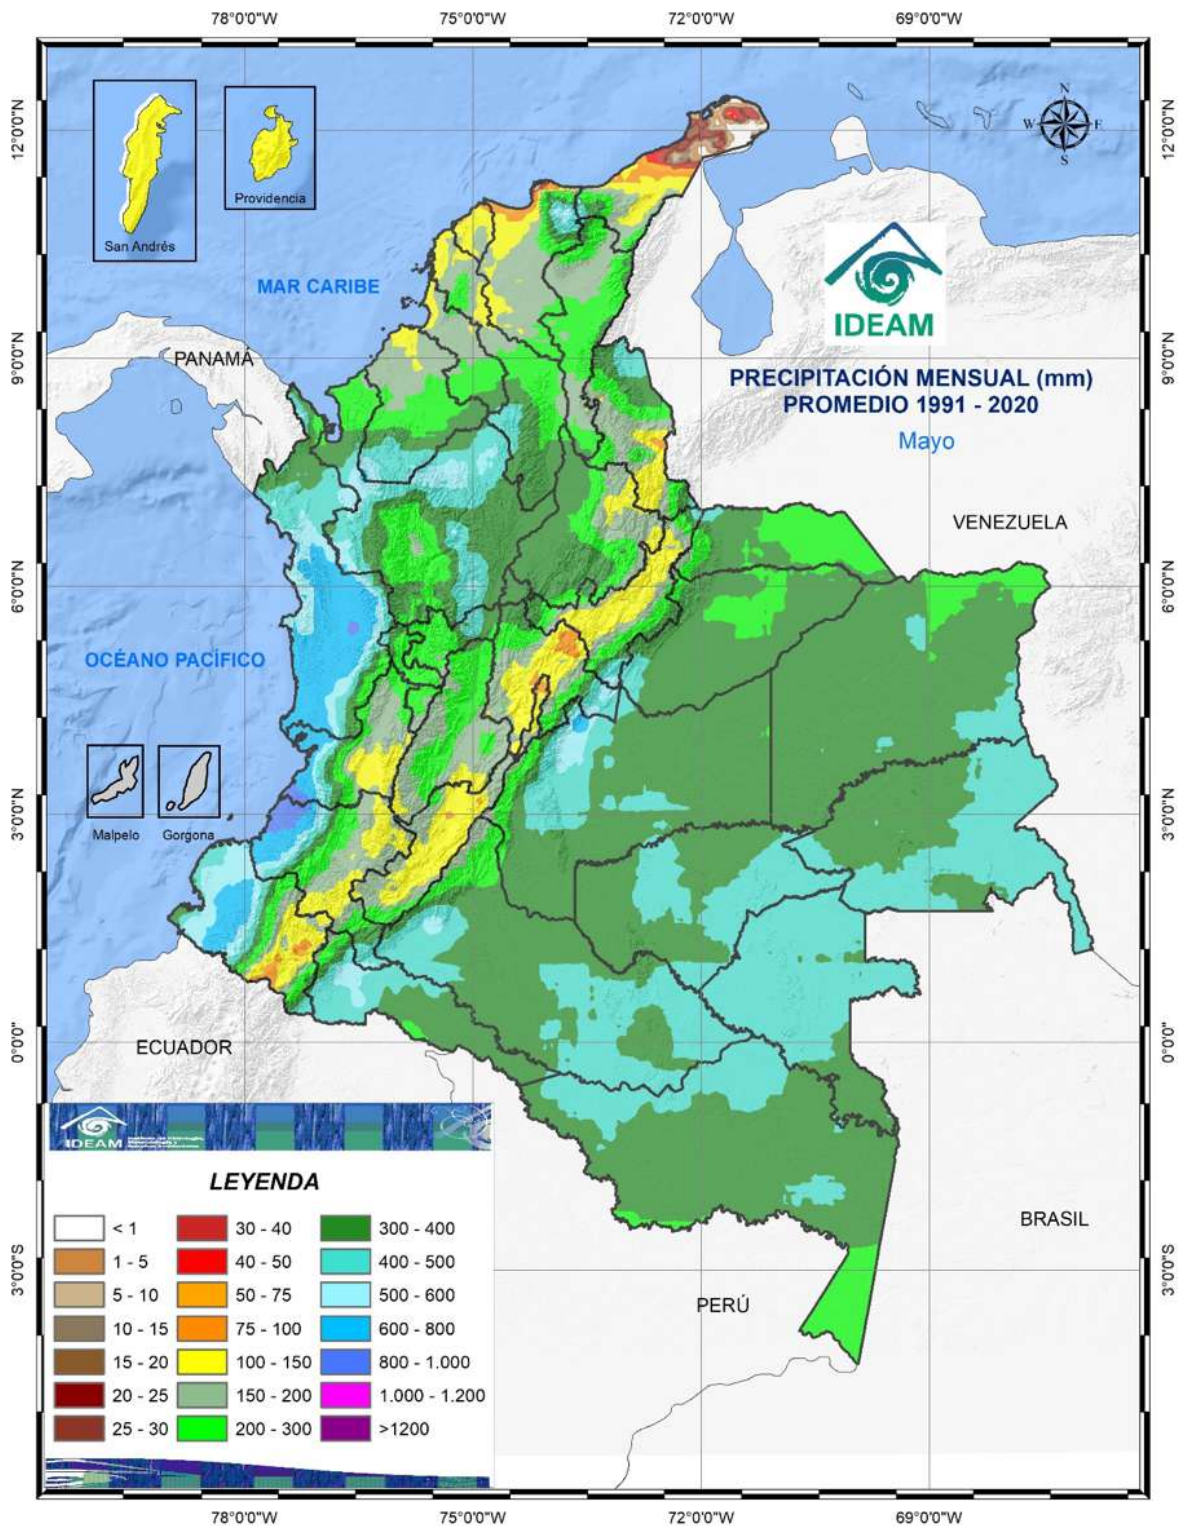 78°0'0"W
75°0'0"W
72°0'0"W
69°0'0"W
12°0'0"N
12°0'0"N
9°0'0"N
9°0'0"N
6°0'0"N
6°0'0"N
3°0'0"N
3°0'0"N
0°0'0"
0°0'0"
3°0'0"S
3°0'0"S
N
W
E
S
San Andrés
Providencia
MAR CARIBE
IDEAM
PANAMÁ
PRECIPITACIÓN MENSUAL (mm)
PROMEDIO 1991 - 2020
Mayo
VENEZUELA
OCÉANO PACÍFICO
Malpelo
Gorgona
ECUADOR
BRASIL
PERÚ
IDEAM
LEYENDA
< 1
1 - 5
5 - 10
10 - 15
15 - 20
20 - 25
25 - 30
30 - 40
40 - 50
50 - 75
75 - 100
100 - 150
150 - 200
200 - 300
300 - 400
400 - 500
500 - 600
600 - 800
800 - 1.000
1.000 - 1.200
>1200
78°0'0"W
75°0'0"W
72°0'0"W
69°0'0"W